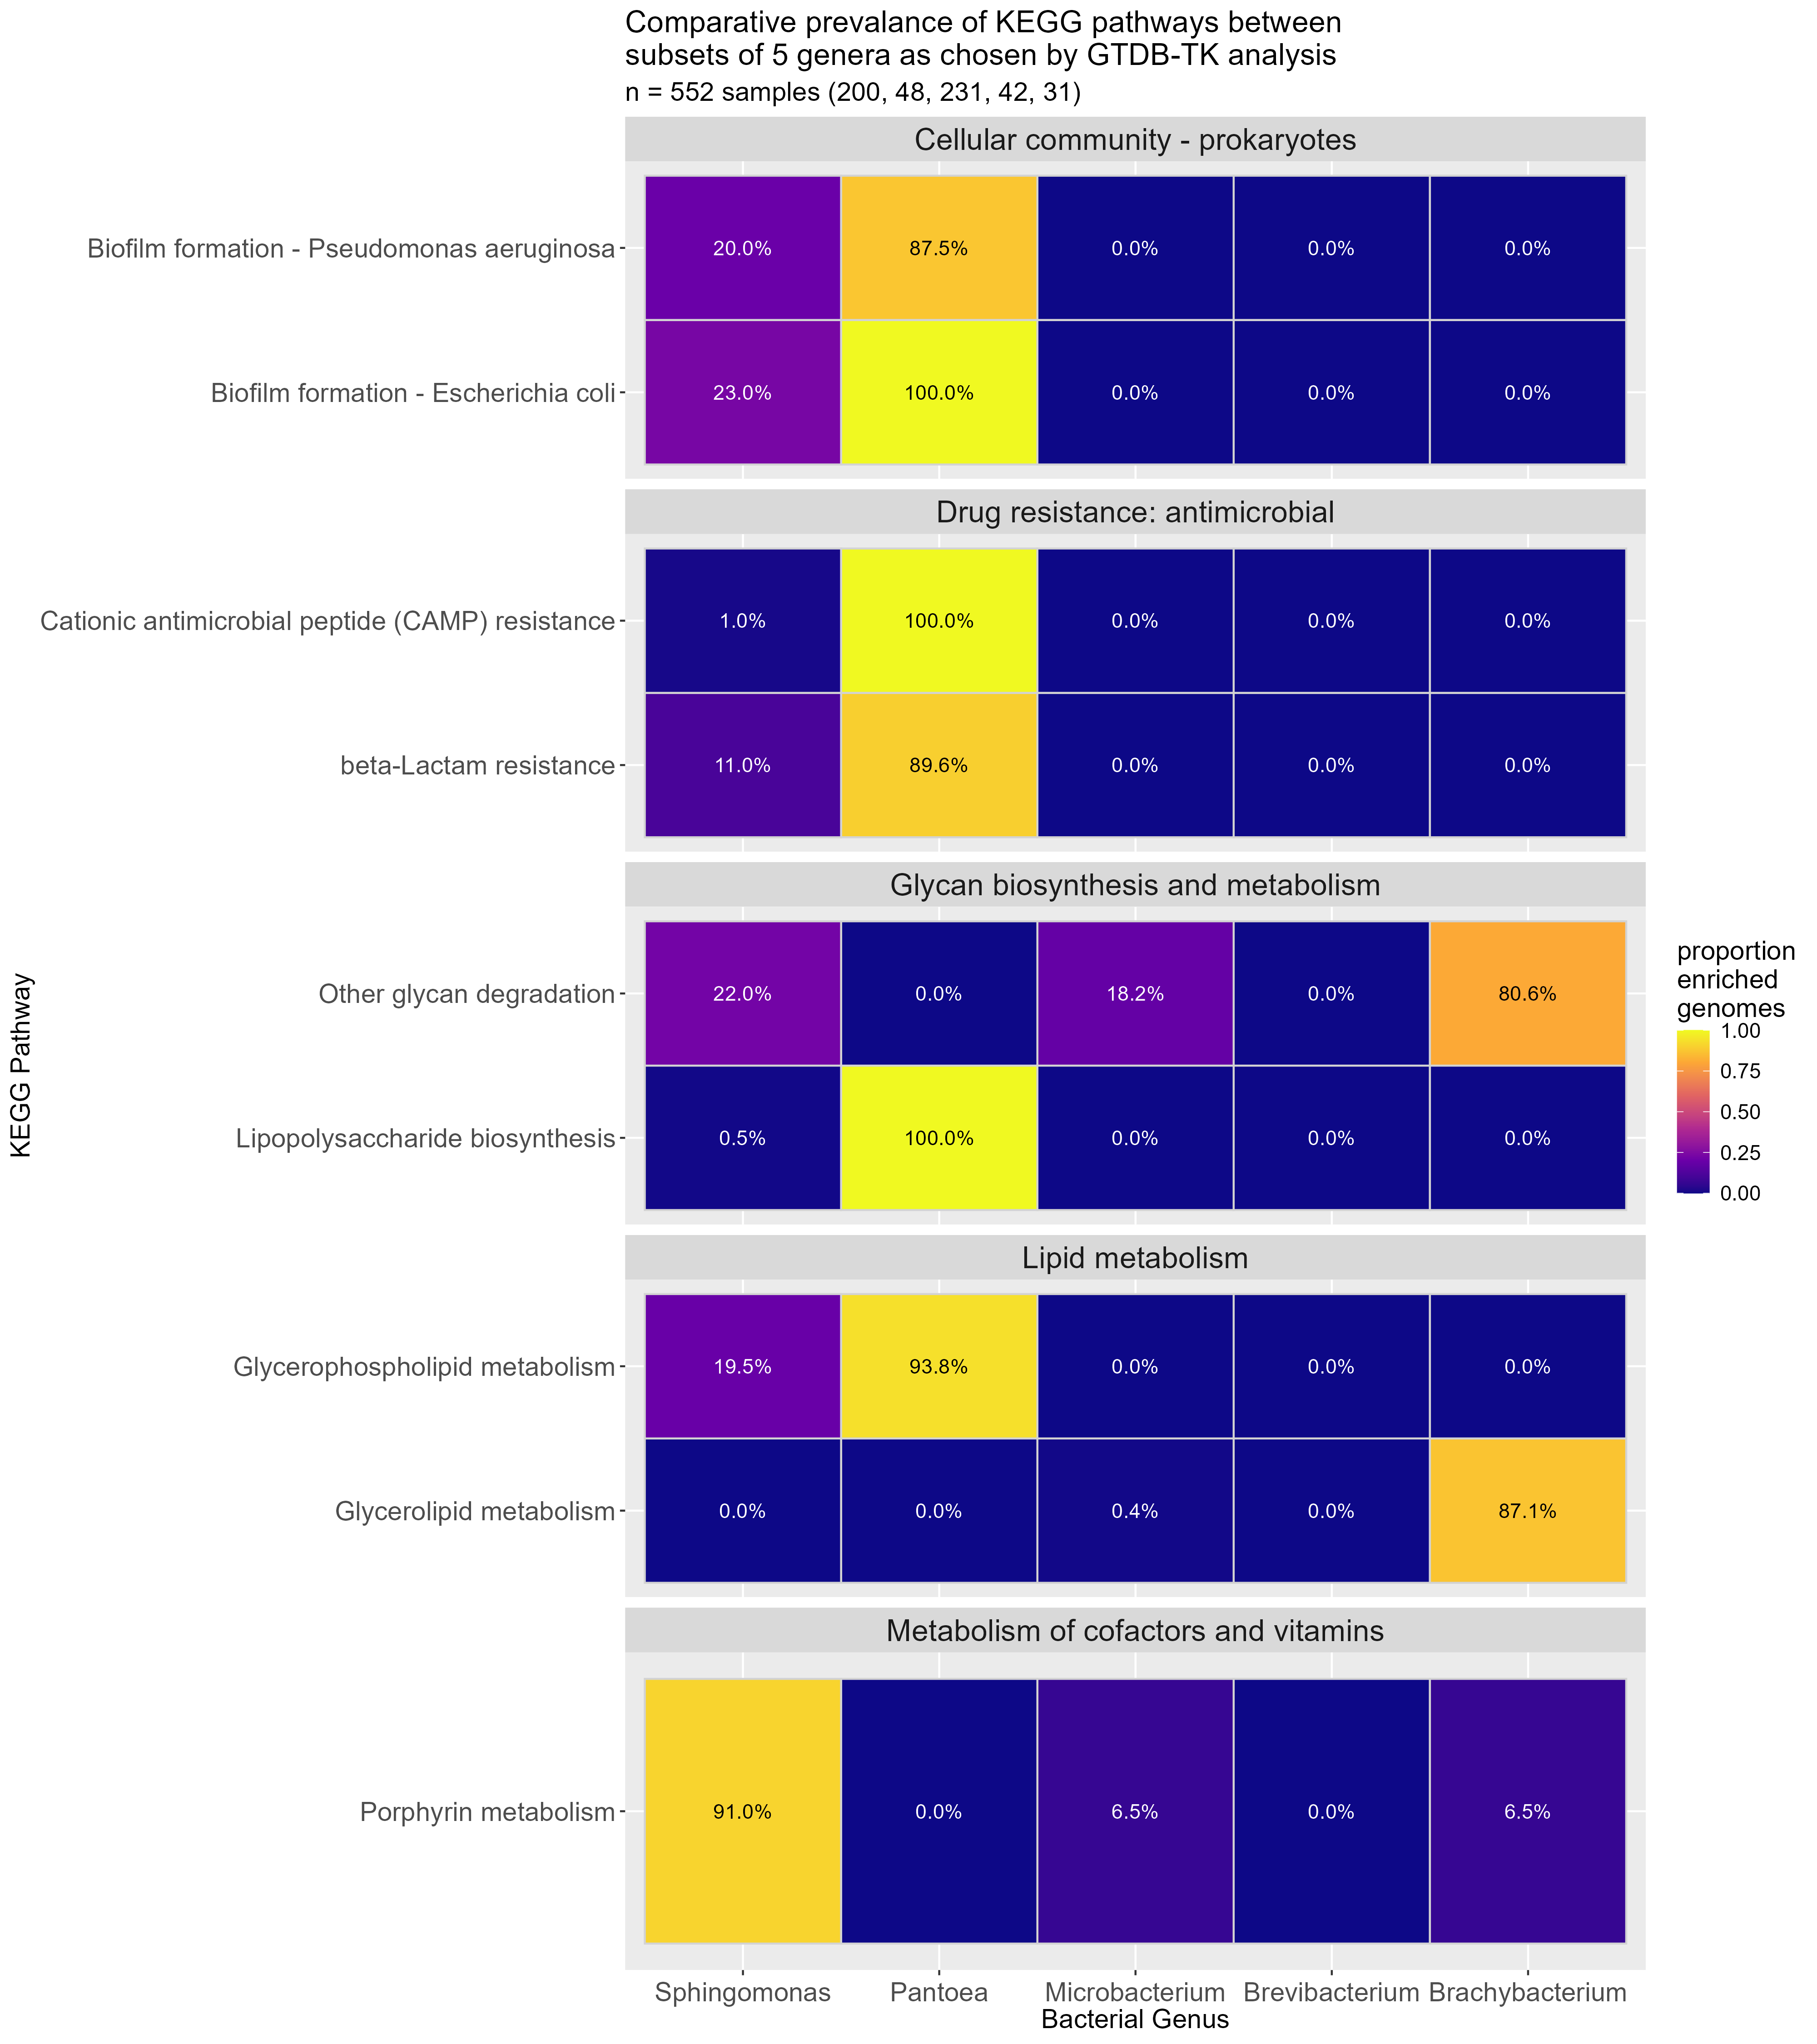 Comparative prevalance of KEGG pathways between
subsets of 5 genera as chosen by GTDB-TK analysis
n = 552 samples (200, 48, 231, 42, 31)
Cellular community - prokaryotes
Biofilm formation - Pseudomonas aeruginosa 20.0% 87.5% 0.0% 0.0% 0.0%
Biofilm formation - Escherichia coli 23.0% 100.0% 0.0% 0.0% 0.0%
Drug resistance: antimicrobial
Cationic antimicrobial peptide (CAMP) resistance 1.0% 100.0% 0.0% 0.0% 0.0%
beta-Lactam resistance 11.0% 89.6% 0.0% 0.0% 0.0%
Glycan biosynthesis and metabolism
Other glycan degradation 22.0% 0.0% 18.2% 0.0% 80.6%
Lipopolysaccharide biosynthesis 0.5% 100.0% 0.0% 0.0% 0.0%
Lipid metabolism
Glycerophospholipid metabolism 19.5% 93.8% 0.0% 0.0% 0.0%
Glycerolipid metabolism 0.0% 0.0% 0.4% 0.0% 87.1%
Metabolism of cofactors and vitamins
Porphyrin metabolism 91.0% 0.0% 6.5% 0.0% 6.5%
Sphingomonas Pantoea Microbacterium Brevibacterium Brachybacterium
Bacterial Genus
KEGG Pathway
proportion
enriched
genomes
1.00
0.75
0.50
0.25
0.00